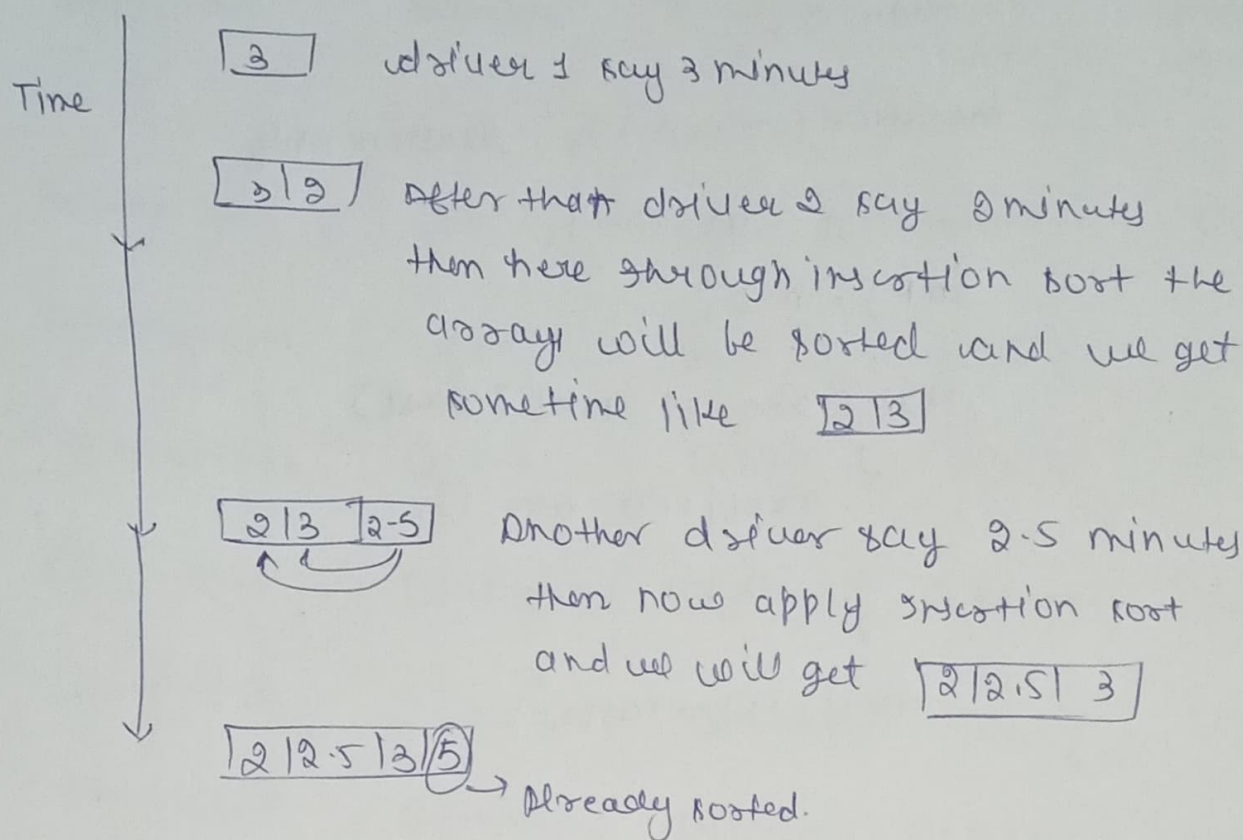 Time
3 driver 1 say 3 minutes
3|2 After that driver 2 say 2 minutes
then here through insertion sort the
array will be sorted and we get
sometime like 2|3
2|3|2.5 Another driver say 2.5 minutes
then now apply insertion sort
and we will get 2|2.5|3
2|2.5|3|5
Already sorted.